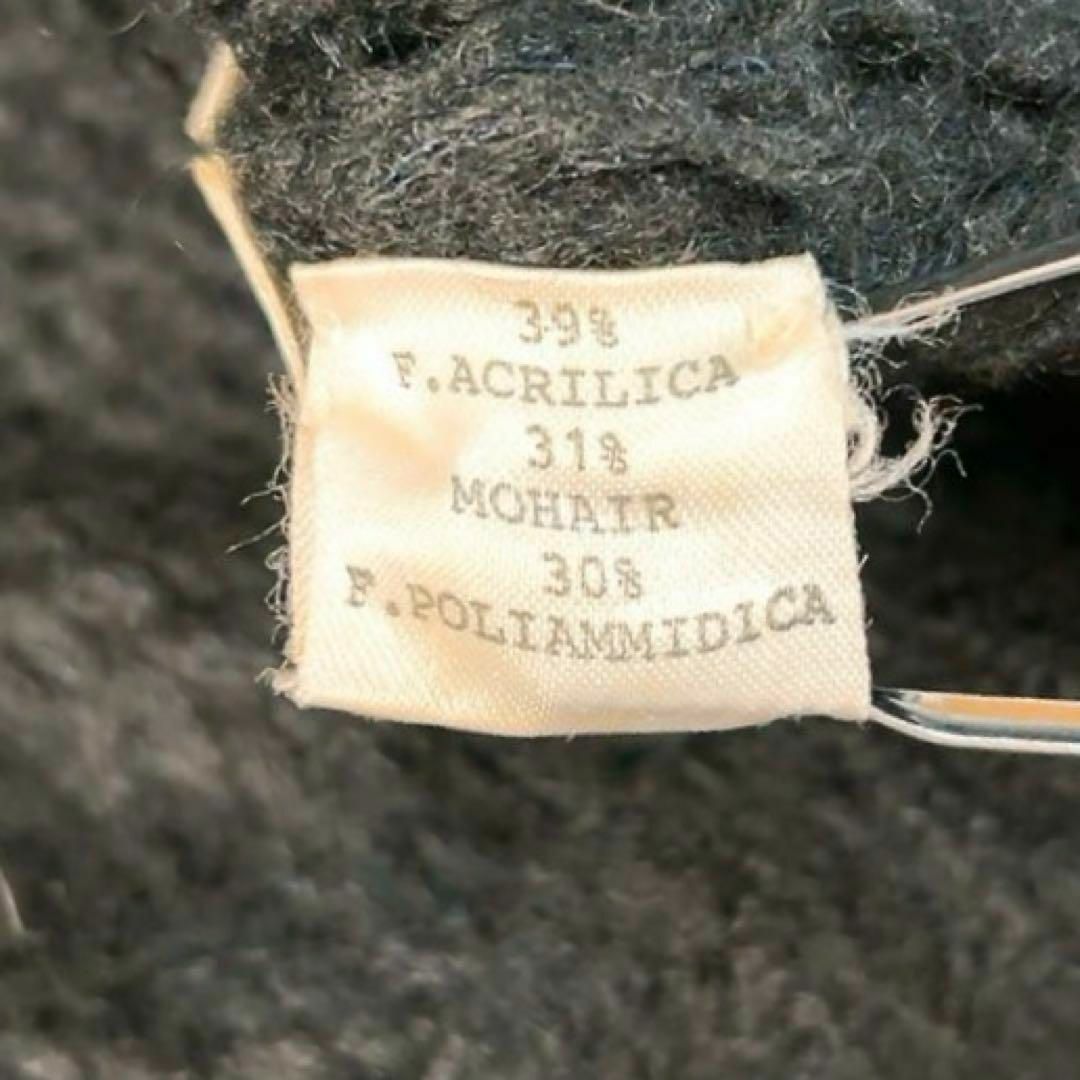 39%
F.ACRILICA
31%
MOHAIR
30%
F.POLIAMMIDICA